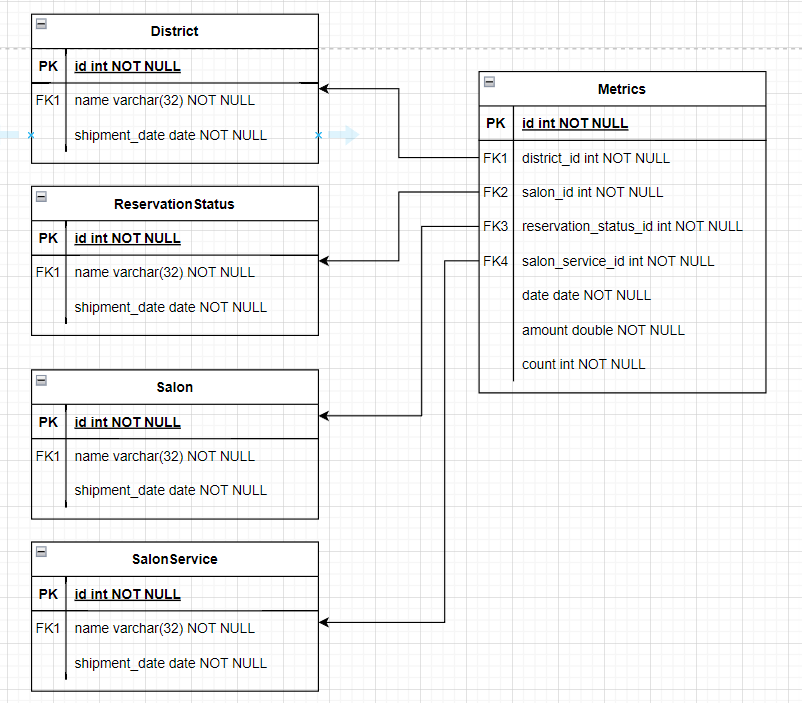 District
PK id int NOT NULL
FK1 name varchar(32) NOT NULL
shipment_date date NOT NULL
ReservationStatus
PK id int NOT NULL
FK1 name varchar(32) NOT NULL
shipment_date date NOT NULL
Salon
PK id int NOT NULL
FK1 name varchar(32) NOT NULL
shipment_date date NOT NULL
SalonService
PK id int NOT NULL
FK1 name varchar(32) NOT NULL
shipment_date date NOT NULL
Metrics
PK id int NOT NULL
FK1 district_id int NOT NULL
FK2 salon_id int NOT NULL
FK3 reservation_status_id int NOT NULL
FK4 salon_service_id int NOT NULL
date date NOT NULL
amount double NOT NULL
count int NOT NULL